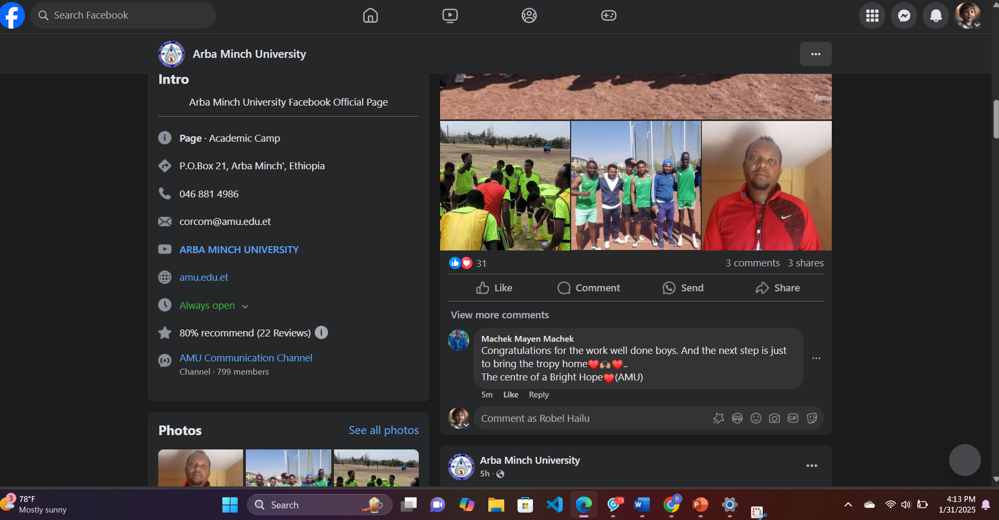 Search Facebook
Arba Minch University
Intro
Arba Minch University Facebook Official Page
Page · Academic Camp
P.O.Box 21, Arba Minch', Ethiopia
046 881 4986
corcom@amu.edu.et
ARBA MINCH UNIVERSITY
amu.edu.et
Always open
80% recommend (22 Reviews)
AMU Communication Channel
Channel · 799 members
Photos
See all photos
31
3 comments 3 shares
Like Comment Send Share
View more comments
Machek Mayen Machek
Congratulations for the work well done boys. And the next step is just
to bring the tropy home❤️🙏🏾❤️..
The centre of a Bright Hope❤️(AMU)
5m Like Reply
Comment as Robel Hailu
GIF
Arba Minch University
5h ·
3
78°F
Mostly sunny
Search
.73
R
4:13 PM
1/31/2025